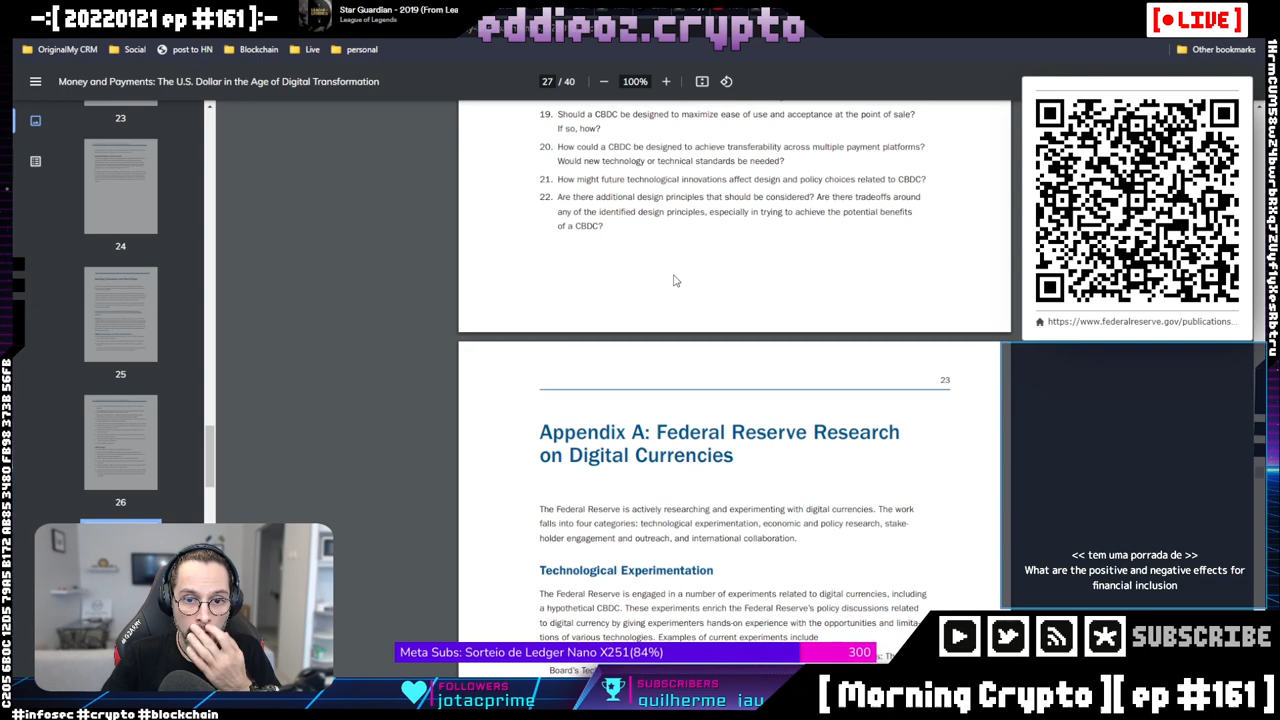 -:[ 20220121 ep #161 ]:-
Star Guardian - 2019 (From Lea
League of Legends
eddieoz.crypto
[ • LIVE ]
OriginalMy CRM
Social
post to HN
Blockchain
Live
personal
Other bookmarks
Money and Payments: The U.S. Dollar in the Age of Digital Transformation
27 / 40
100%
23
24
25
26
19. Should a CBDC be designed to maximize ease of use and acceptance at the point of sale?
If so, how?
20. How could a CBDC be designed to achieve transferability across multiple payment platforms?
Would new technology or technical standards be needed?
21. How might future technological innovations affect design and policy choices related to CBDC?
22. Are there additional design principles that should be considered? Are there tradeoffs around
any of the identified design principles, especially in trying to achieve the potential benefits
of a CBDC?
https://www.federalreserve.gov/publications...
23
Appendix A: Federal Reserve Research
on Digital Currencies
The Federal Reserve is actively researching and experimenting with digital currencies. The work
falls into four categories: technological experimentation, economic and policy research, stake-
holder engagement and outreach, and international collaboration.
Technological Experimentation
The Federal Reserve is engaged in a number of experiments related to digital currencies, including
a hypothetical CBDC. These experiments enrich the Federal Reserve's policy discussions related
to digital currency by giving experimenters hands-on experience with the opportunities and limita-
tions of various technologies. Examples of current experiments include
Board's Tec
<< tem uma porrada de >>
What are the positive and negative effects for
financial inclusion
Meta Subs: Sorteio de Ledger Nano X251(84%)
300
FOLLOWERS
jotacprime
SUBSCRIBERS
guilherme_jau
SUBSCRIBE
[ Morning Crypto ][ ep #161 ]
#crypto #blockchain